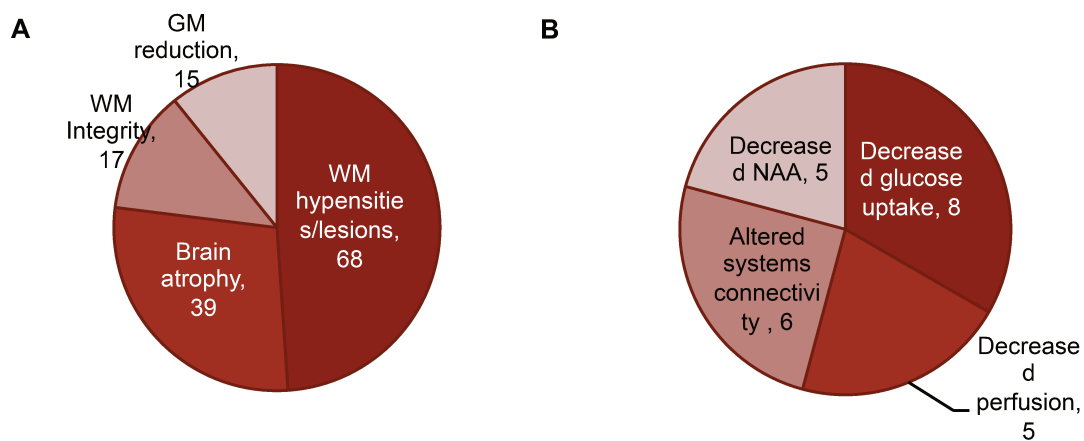 A
GM
reduction,
15
WM
Integrity,
17
WM
hypensitie
s/lesions,
68
Brain
atrophy,
39
B
Decrease
d NAA, 5
Decrease
d glucose
uptake, 8
Altered
systems
connectivi
ty , 6
Decrease
d
perfusion,
5